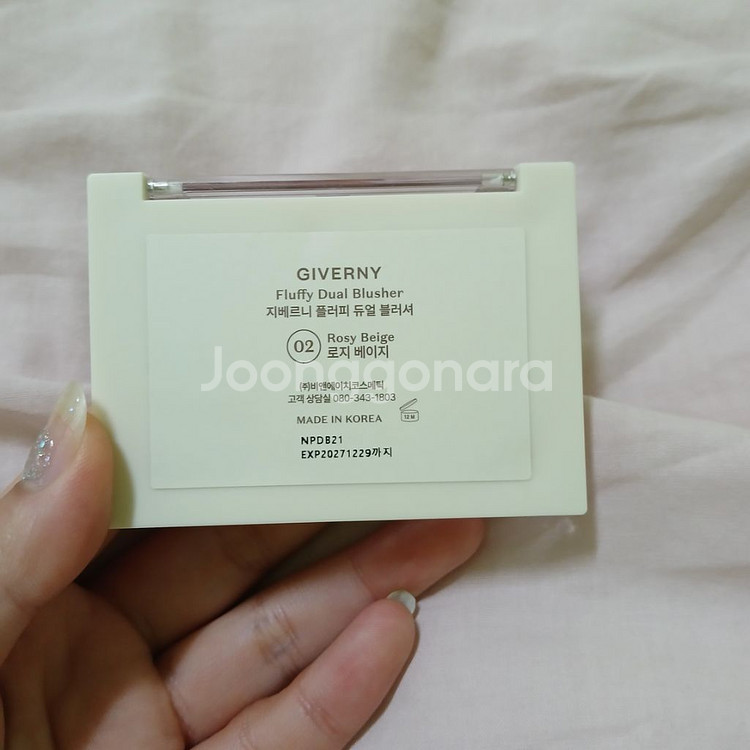 GIVERNY
Fluffy Dual Blusher
지베르니 플러피 듀얼 블러셔
02 Rosy Beige
로지 베이지
Joonggonara
(주)비앤에이치코스메틱
고객 상담실 080-343-1803
MADE IN KOREA
12 M
NPDB21
EXP20271229까지